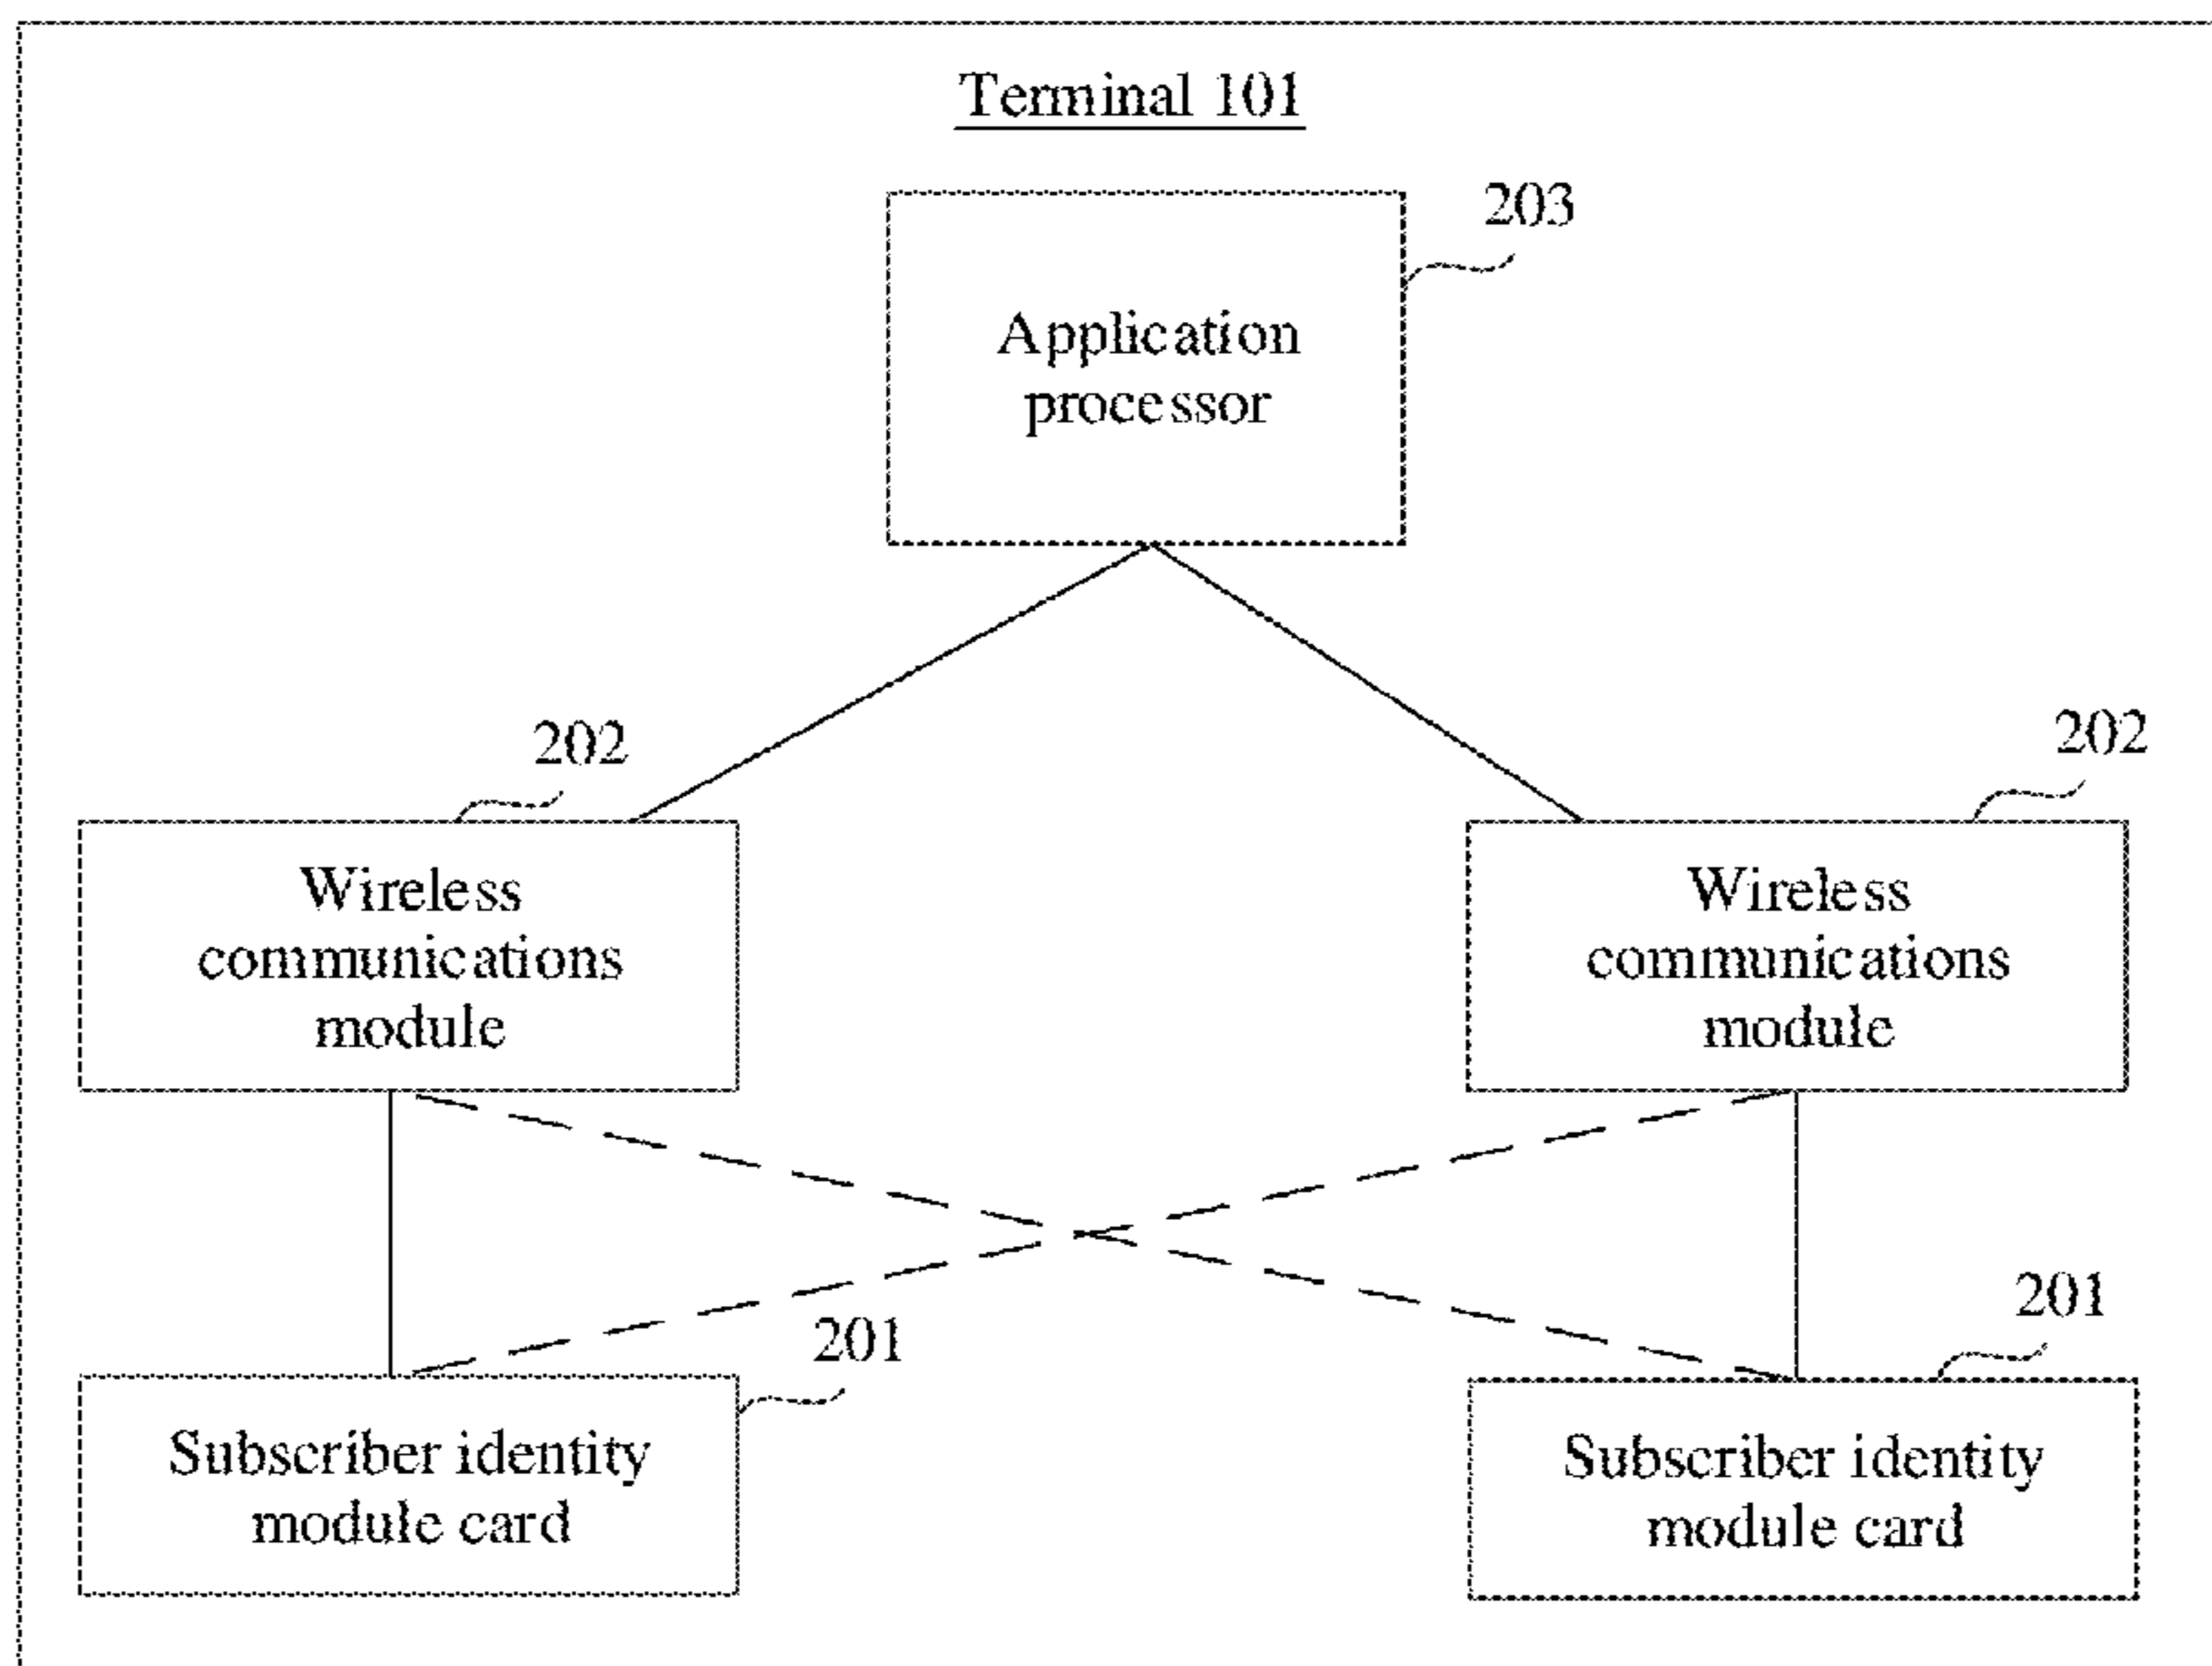 Terminal 101
203
Application
processor
202
202
Wireless
communications
module
Wireless
communications
module
201
201
Subscriber identity
module card
Subscriber identity
module card